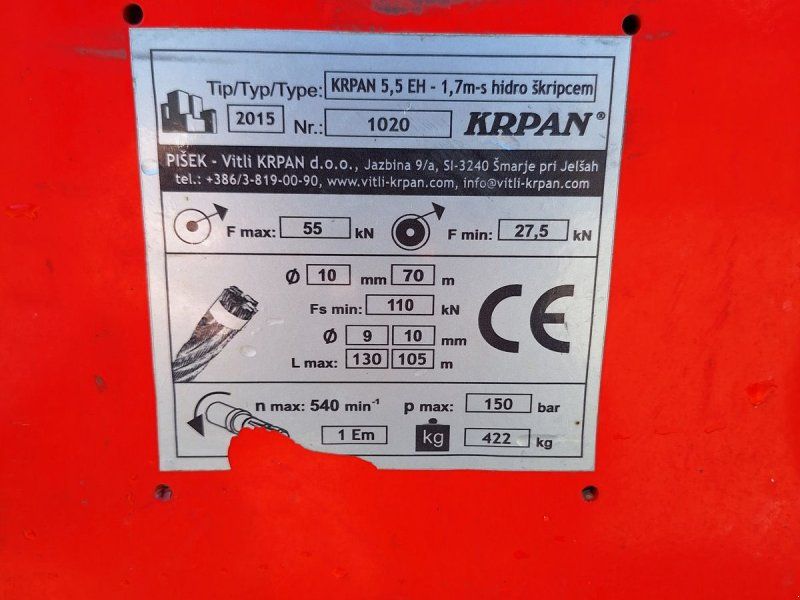 Tip/Typ/Type: KRPAN 5,5 EH - 1,7m-s hidro škripcem
2015 Nr.: 1020 KRPAN®
PIŠEK - Vitli KRPAN d.o.o., Jazbina 9/a, SI-3240 Šmarje pri Jelšah
tel.: +386/3-819-00-90, www.vitli-krpan.com, info@vitli-krpan.com
F max: 55 kN F min: 27,5 kN
Ø 10 mm 70 m
Fs min: 110 kN
CE
Ø 9 10 mm
L max: 130 105 m
n max: 540 min⁻¹ p max: 150 bar
1 Em kg 422 kg